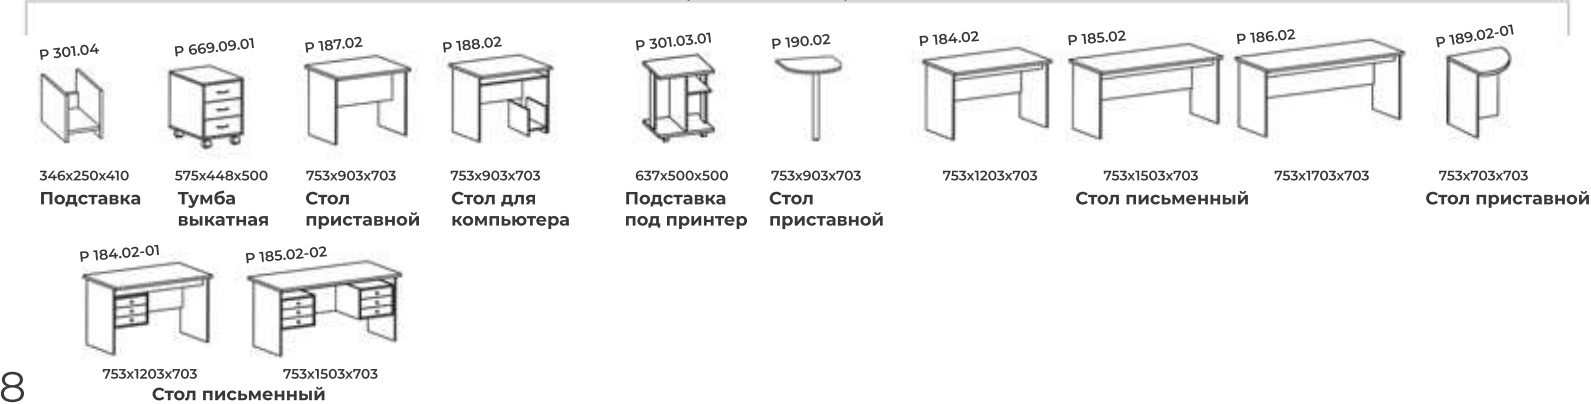 Р 301.04
Р 669.09.01
Р 187.02
Р 188.02
Р 301.03.01
Р 190.02
Р 184.02
Р 185.02
Р 186.02
Р 189.02-01
346х250х410
575х448х500
753х903х703
753х903х703
637х500х500
753х903х703
753х1203х703
753х1503х703
753х1703х703
753х703х703
Подставка
Тумба
выкатная
Стол
приставной
Стол для
компьютера
Подставка
под принтер
Стол
приставной
Стол письменный
Стол приставной
Р 184.02-01
Р 185.02-02
753х1203х703
753х1503х703
Стол письменный
8